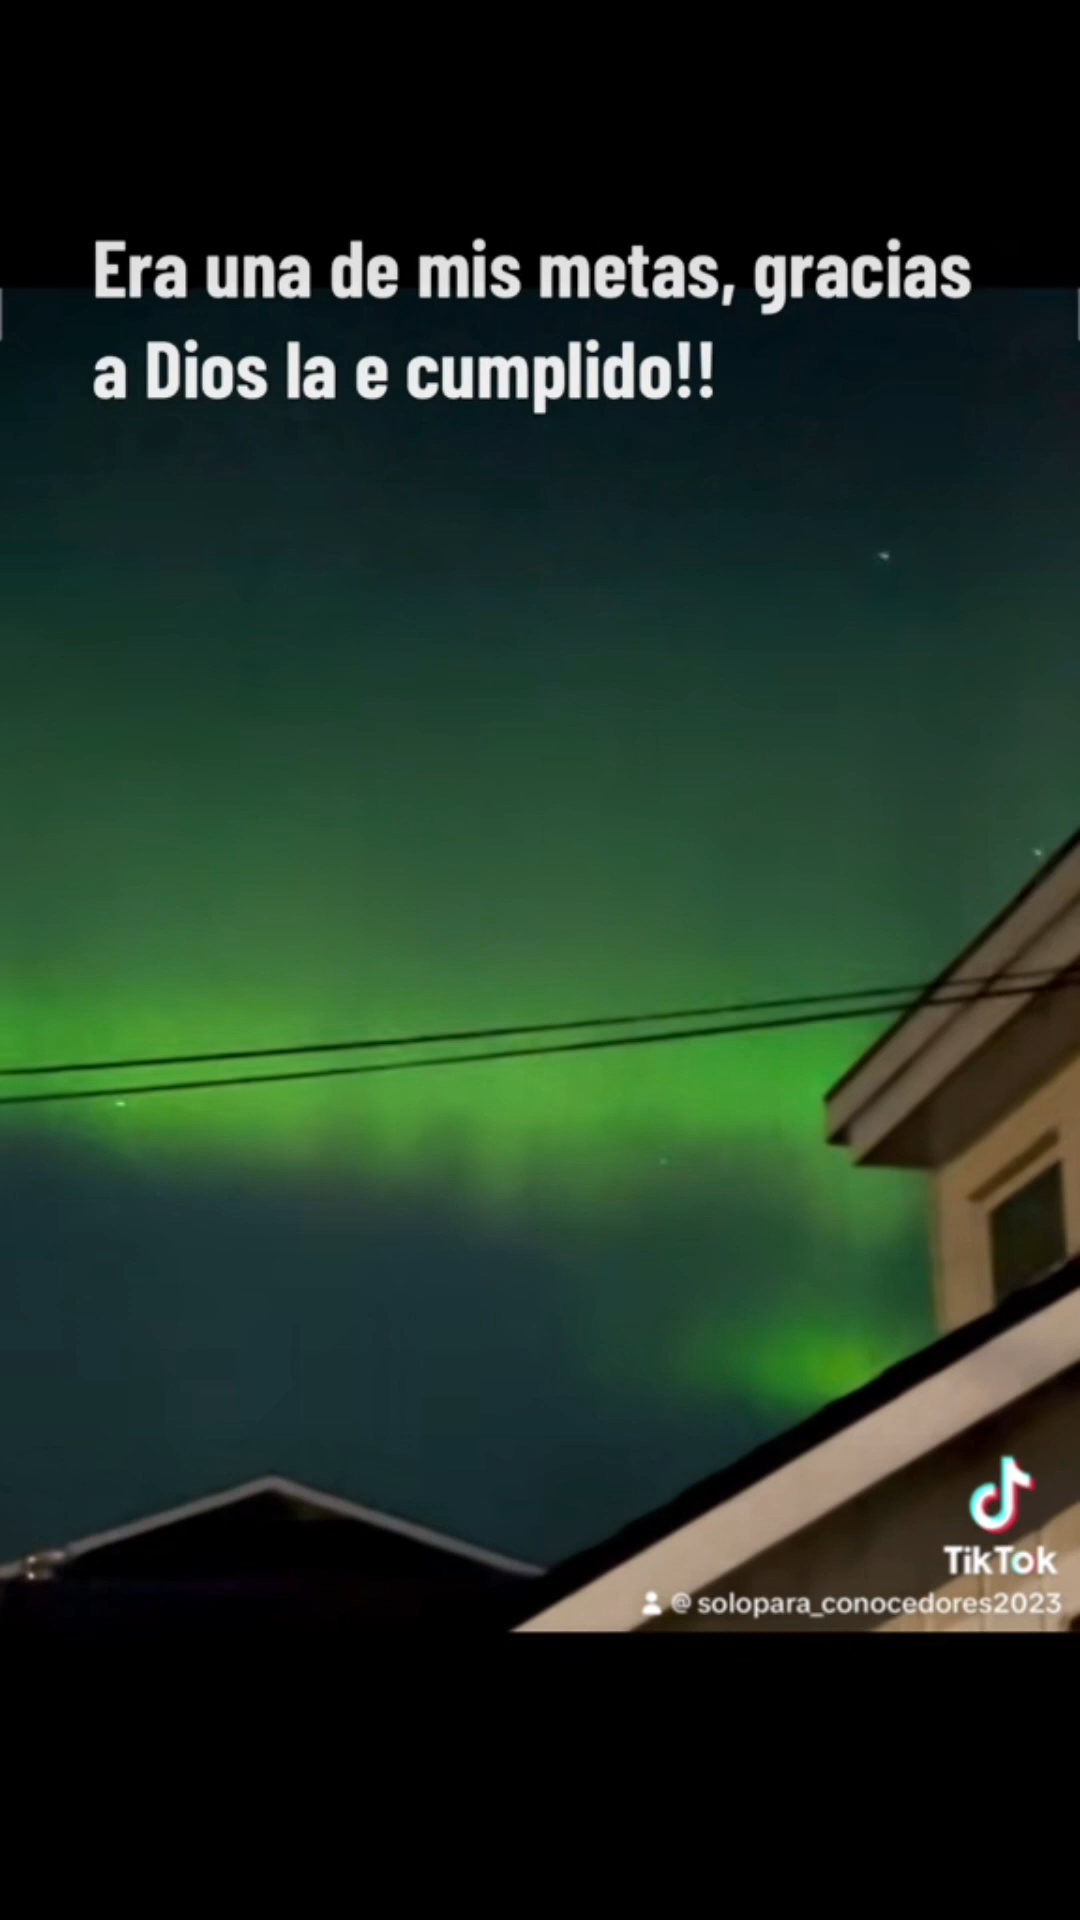 Era una de mis metas, gracias
a Dios la e cumplido!!
TikTok
@solopara_conocedores2023